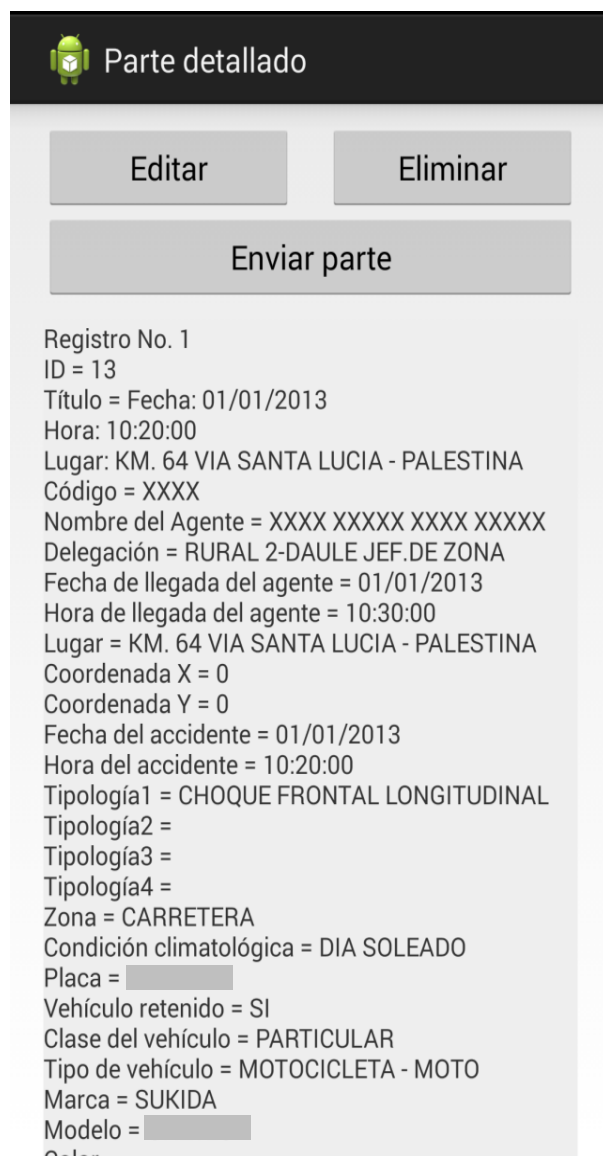 Parte detallado
Editar
Eliminar
Enviar parte
Registro No. 1
ID = 13
Título = Fecha: 01/01/2013
Hora: 10:20:00
Lugar: KM. 64 VIA SANTA LUCIA - PALESTINA
Código = XXXX
Nombre del Agente = XXXX XXXXX XXXX XXXXX
Delegación = RURAL 2-DAULE JEF.DE ZONA
Fecha de llegada del agente = 01/01/2013
Hora de llegada del agente = 10:30:00
Lugar = KM. 64 VIA SANTA LUCIA - PALESTINA
Coordenada X = 0
Coordenada Y = 0
Fecha del accidente = 01/01/2013
Hora del accidente = 10:20:00
Tipología1 = CHOQUE FRONTAL LONGITUDINAL
Tipología2 =
Tipología3 =
Tipología4 =
Zona = CARRETERA
Condición climatológica = DIA SOLEADO
Placa =
Vehículo retenido = SI
Clase del vehículo = PARTICULAR
Tipo de vehículo = MOTOCICLETA - MOTO
Marca = SUKIDA
Modelo =